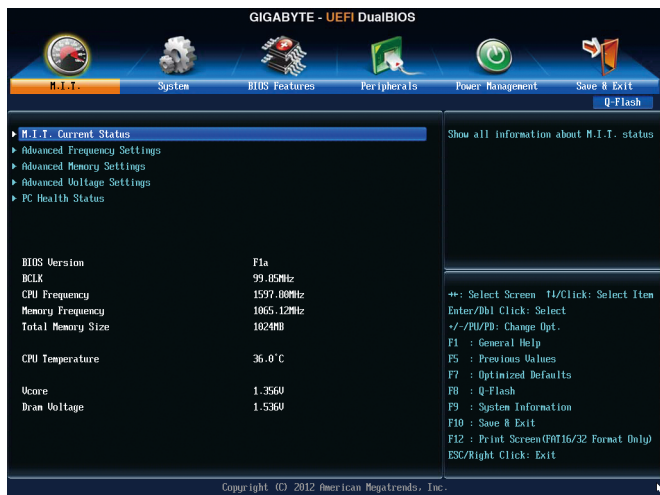 GIGABYTE - UEFI DualBIOS
M.I.T.
System
BIOS Features
Peripherals
Power Management
Save & Exit
Q-Flash
M.I.T. Current Status
Advanced Frequency Settings
Advanced Memory Settings
Advanced Voltage Settings
PC Health Status
BIOS Version F1a
BCLK 99.85MHz
CPU Frequency 1597.80MHz
Memory Frequency 1065.12MHz
Total Memory Size 1024MB
CPU Temperature 36.0°C
Vcore 1.356V
Dram Voltage 1.536V
Show all information about M.I.T. status
→←: Select Screen ↑↓/Click: Select Item
Enter/Dbl Click: Select
+/-/PU/PD: Change Opt.
F1 : General Help
F5 : Previous Values
F7 : Optimized Defaults
F8 : Q-Flash
F9 : System Information
F10 : Save & Exit
F12 : Print Screen(FAT16/32 Format Only)
ESC/Right Click: Exit
Copyright (C) 2012 American Megatrends, Inc.